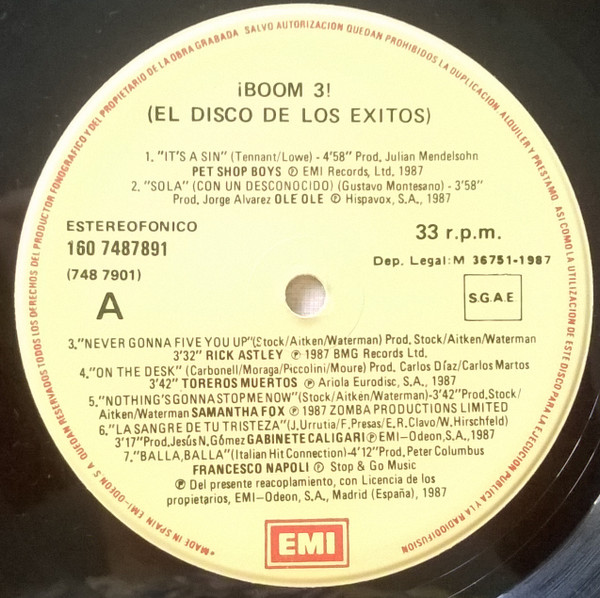 SALVO AUTORIZACION QUEDAN PROHIBIDOS LA DUPLICACION, ALQUILER Y PRESTAMO, ASI COMO LA UTILIZACION DE ESTE DISCO PARA LA EJECUCION PUBLICA Y LA RADIODIFUSION
• MADE IN SPAIN EMI-ODEON S A QUEDAN RESERVADOS TODOS LOS DERECHOS DEL PRODUCTOR FONOGRAFICO Y DEL PROPIETARIO DE LA OBRA GRABADA
¡BOOM 3!
(EL DISCO DE LOS EXITOS)
1. "IT'S A SIN" (Tennant/Lowe) - 4'58" Prod. Julian Mendelsohn
PET SHOP BOYS ℗ EMI Records, Ltd. 1987
2. "SOLA" (CON UN DESCONOCIDO) (Gustavo Montesano) - 3'58"
Prod. Jorge Alvarez OLE OLE ℗ Hispavox, S.A., 1987
ESTEREOFONICO
160 7487891
(748 7901)
A
33 r.p.m.
Dep. Legal: M 36751-1987
S.G.A.E
3."NEVER GONNA FIVE YOU UP"(Stock/Aitken/Waterman) Prod. Stock/Aitken/Waterman
3'32" RICK ASTLEY ℗ 1987 BMG Records Ltd.
4."ON THE DESK" (Carbonell/Moraga/Piccolini/Moure) Prod. Carlos Díaz/Carlos Martos
3'42" TOREROS MUERTOS ℗ Ariola Eurodisc, S.A., 1987
5."NOTHING'S GONNA STOP ME NOW"(Stock/Aitken/Waterman)-3'42"Prod.Stock/
Aitken/Waterman SAMANTHA FOX ℗ 1987 ZOMBA PRODUCTIONS LIMITED
6."LA SANGRE DE TU TRISTEZA" (J.Urrutia/F.Presas/E.R.Clavo/W.Hirschfeld)
3'17"Prod.Jesús N.Gómez GABINETE CALIGARI ℗ EMI-Odeon,S.A.,1987
7."BALLA,BALLA"(Italian Hit Connection)-4'12"Prod. Peter Columbus
FRANCESCO NAPOLI ℗ Stop & Go Music
℗ Del presente reacoplamiento, con Licencia de los
propietarios, EMI-Odeon, S.A., Madrid (España), 1987
EMI